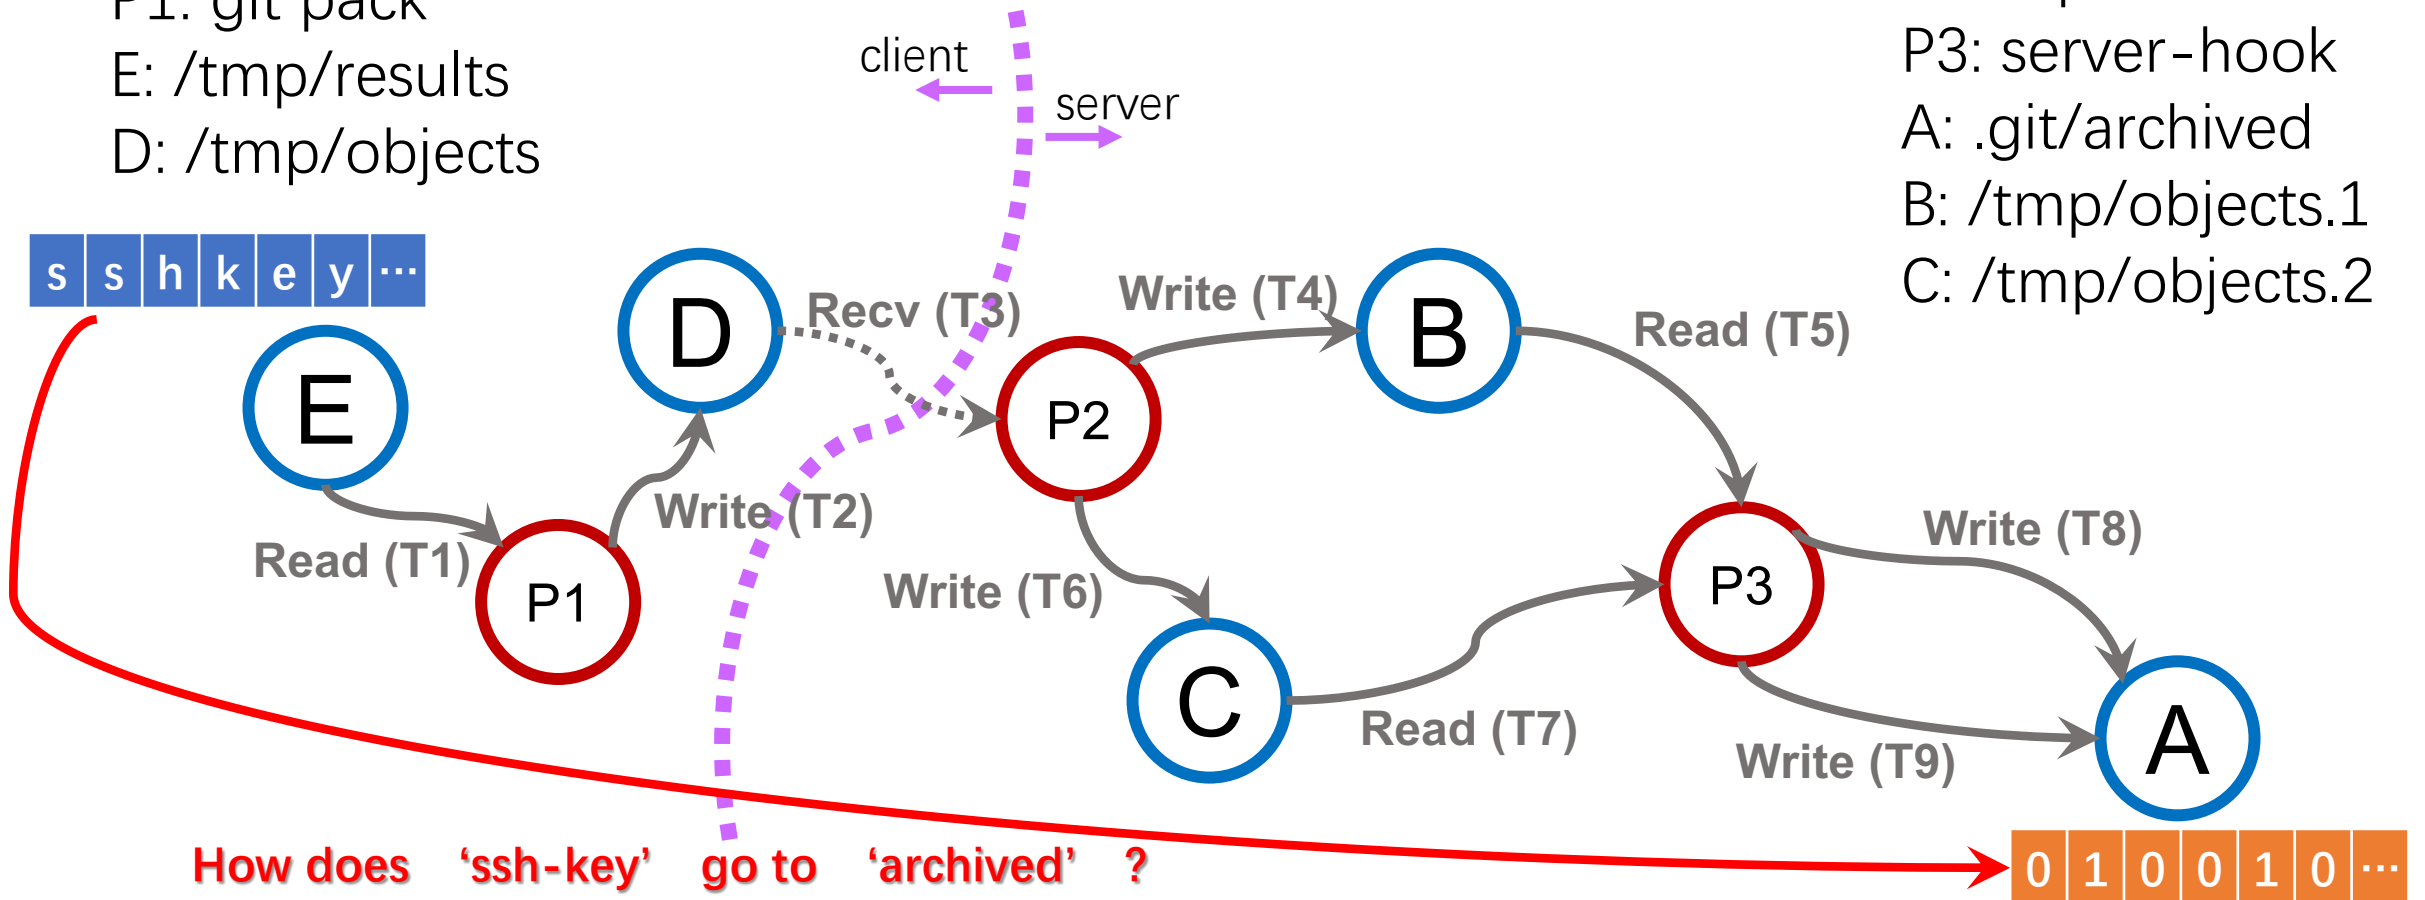 P1: git pack
E: /tmp/results
D: /tmp/objects
client
server
P3: server-hook
A: .git/archived
B: /tmp/objects.1
C: /tmp/objects.2
s s h k e y ...
E
D
Recv (T3)
P2
Write (T4)
B
Read (T5)
Read (T1)
P1
Write (T2)
Write (T6)
C
Read (T7)
P3
Write (T8)
Write (T9)
A
How does ‘ssh-key’ go to ‘archived’ ?
0 1 0 0 1 0 ...